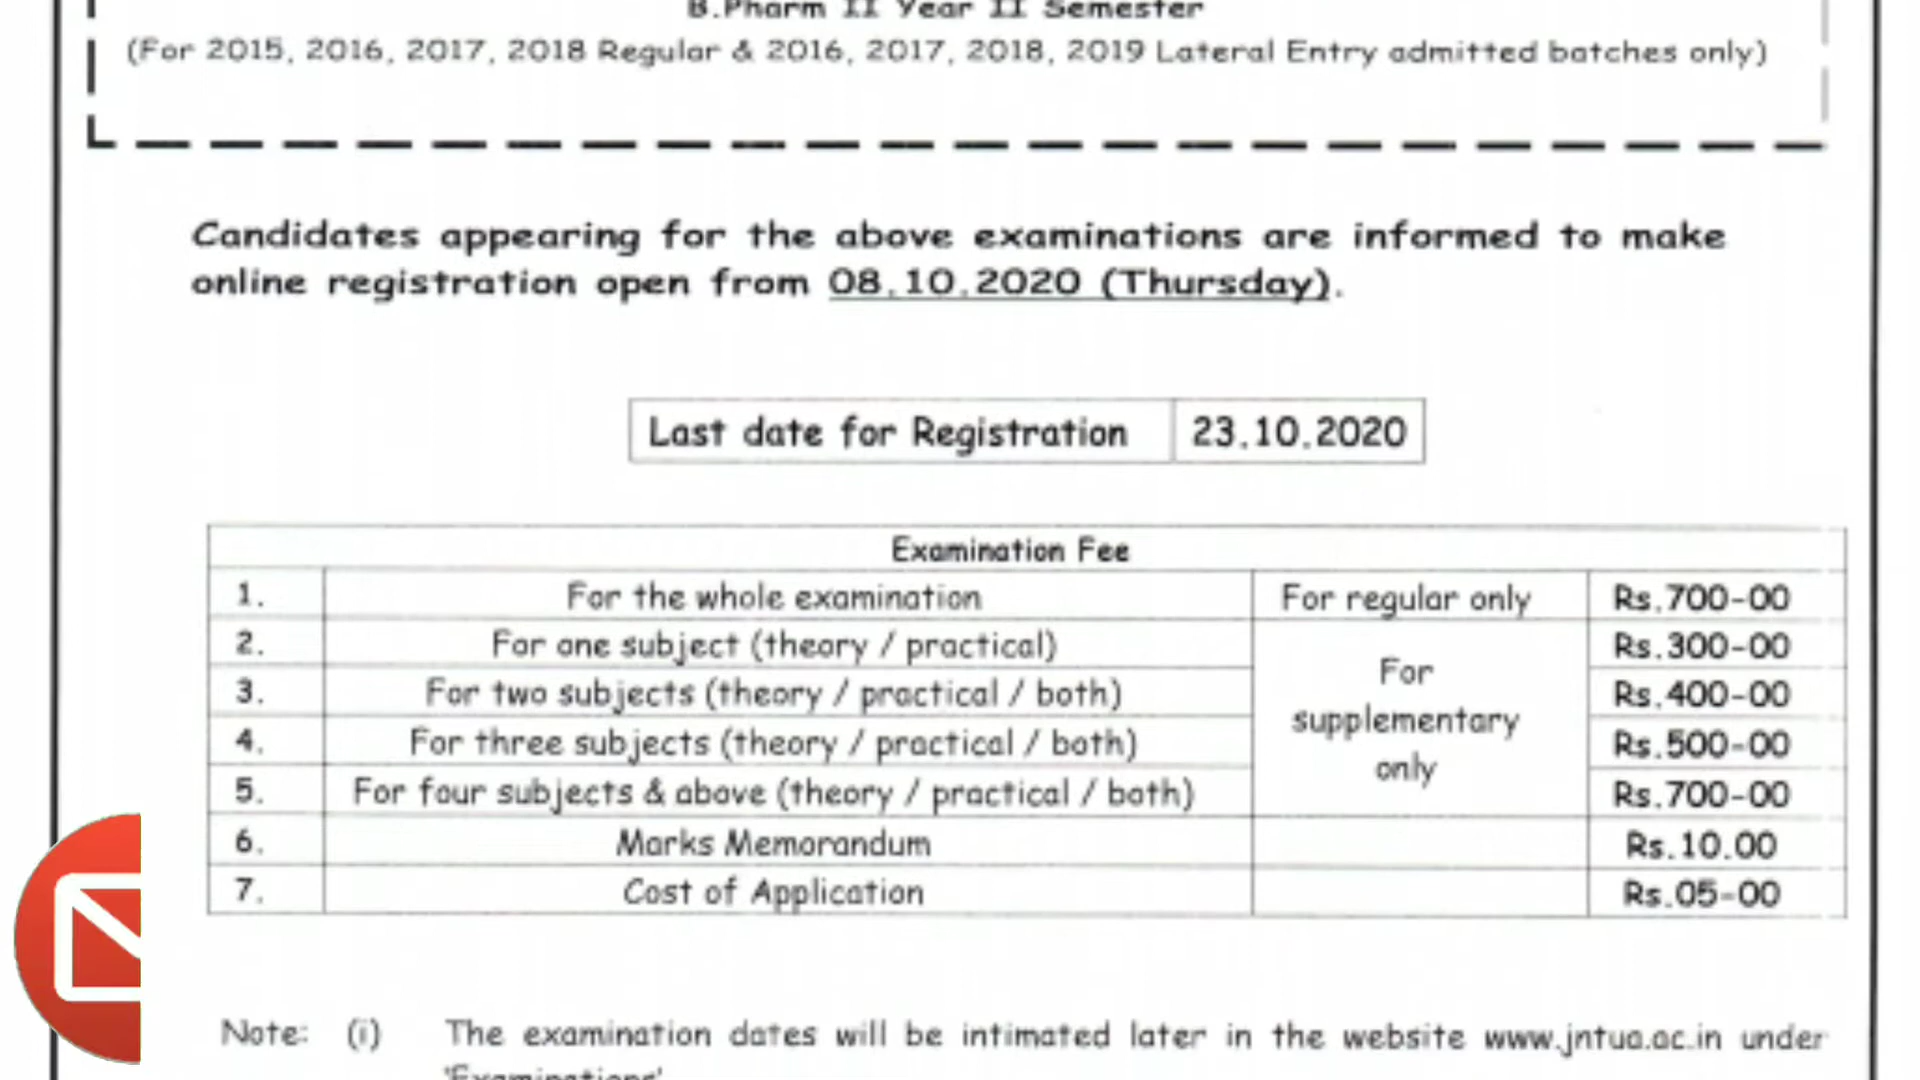 B.Pharm II Year II Semester
(For 2015, 2016, 2017, 2018 Regular & 2016, 2017, 2018, 2019 Lateral Entry admitted batches only)
Candidates appearing for the above examinations are informed to make
online registration open from 08.10.2020 (Thursday).
Last date for Registration 23.10.2020
Examination Fee
1. For the whole examination For regular only Rs.700-00
2. For one subject (theory / practical) Rs.300-00
For
3. For two subjects (theory / practical / both) Rs.400-00
supplementary
4. For three subjects (theory / practical / both) Rs.500-00
only
5. For four subjects & above (theory / practical / both) Rs.700-00
6. Marks Memorandum Rs.10.00
7. Cost of Application Rs.05-00
Note: (i) The examination dates will be intimated later in the website www.jntua.ac.in under
'Examinations'